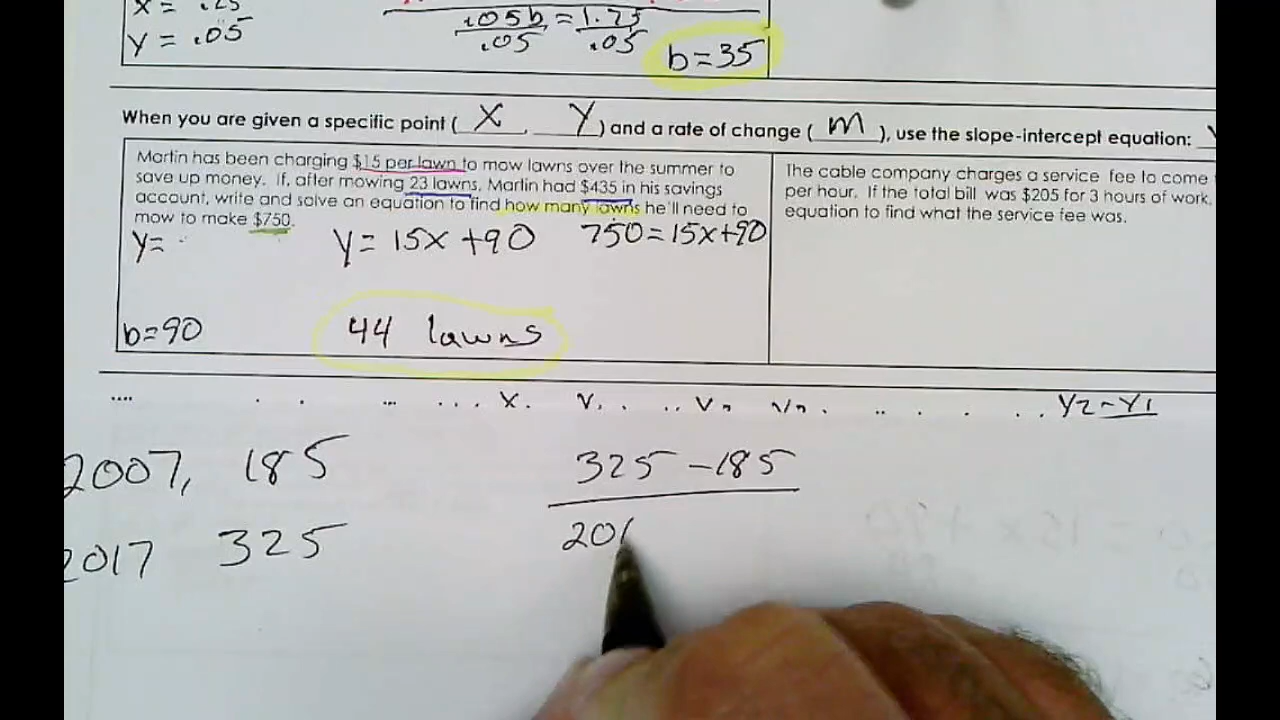 x = .25
.05b = 1.75
y = .05
.05 .05
b=35
When you are given a specific point ( X , Y ) and a rate of change ( m ), use the slope-intercept equation:
Martin has been charging $15 per lawn to mow lawns over the summer to
save up money. If, after mowing 23 lawns, Marlin had $435 in his savings
account, write and solve an equation to find how many lawns he'll need to
mow to make $750.
y=
y= 15x +90
750=15x+90
b=90
44 lawns
The cable company charges a service fee to come
per hour. If the total bill was $205 for 3 hours of work,
equation to find what the service fee was.
y2-y1
2007, 185
325 -185
2017 325
201